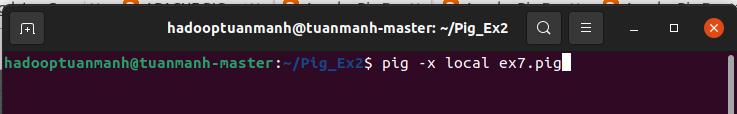 hadooptuanmanh@tuanmanh-master: ~/Pig_Ex2
hadooptuanmanh@tuanmanh-master:~/Pig_Ex2$ pig -x local ex7.pig